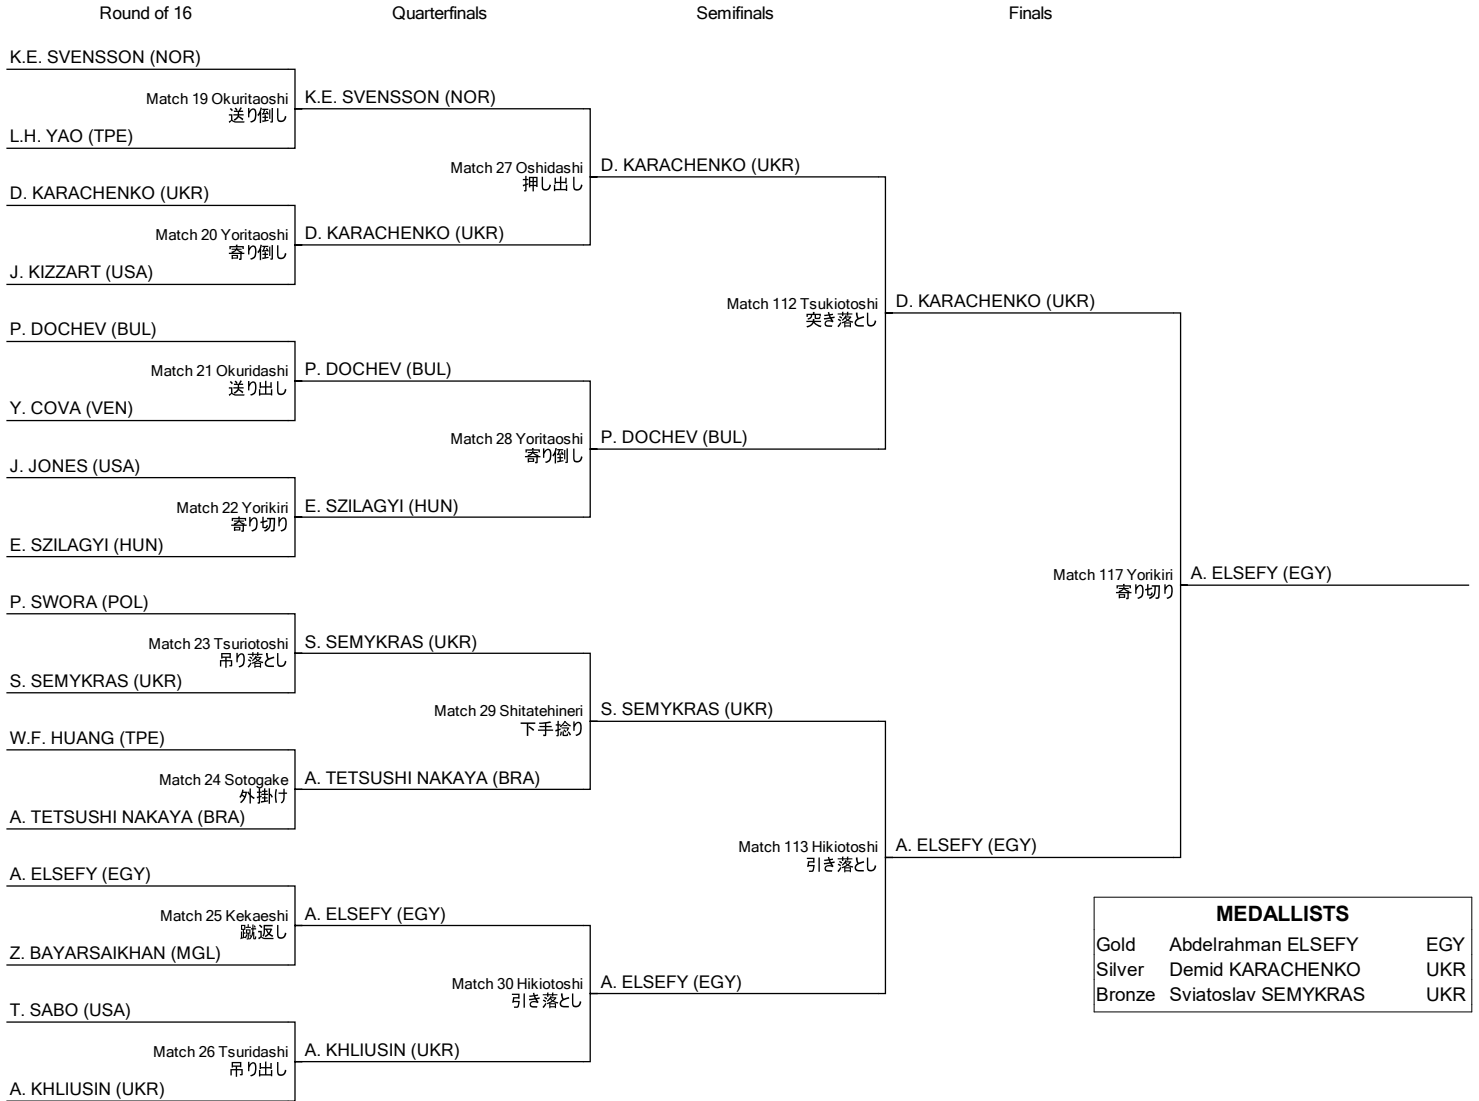 Round of 16 Quarterfinals Semifinals Finals
K.E. SVENSSON (NOR)
Match 19 Okuritaoshi
送り倒し
K.E. SVENSSON (NOR)
L.H. YAO (TPE)
Match 27 Oshidashi
押し出し
D. KARACHENKO (UKR)
D. KARACHENKO (UKR)
Match 20 Yoritaoshi
寄り倒し
D. KARACHENKO (UKR)
J. KIZZART (USA)
Match 112 Tsukiotoshi
突き落とし
D. KARACHENKO (UKR)
P. DOCHEV (BUL)
Match 21 Okuridashi
送り出し
P. DOCHEV (BUL)
Y. COVA (VEN)
Match 28 Yoritaoshi
寄り倒し
P. DOCHEV (BUL)
J. JONES (USA)
Match 22 Yorikiri
寄り切り
E. SZILAGYI (HUN)
E. SZILAGYI (HUN)
Match 117 Yorikiri
寄り切り
A. ELSEFY (EGY)
P. SWORA (POL)
Match 23 Tsuriotoshi
吊り落とし
S. SEMYKRAS (UKR)
S. SEMYKRAS (UKR)
Match 29 Shitatehineri
下手捻り
S. SEMYKRAS (UKR)
W.F. HUANG (TPE)
Match 24 Sotogake
外掛け
A. TETSUSHI NAKAYA (BRA)
A. TETSUSHI NAKAYA (BRA)
Match 113 Hikiotoshi
引き落とし
A. ELSEFY (EGY)
A. ELSEFY (EGY)
Match 25 Kekaeshi
蹴返し
A. ELSEFY (EGY)
Z. BAYARSAIKHAN (MGL)
Match 30 Hikiotoshi
引き落とし
A. ELSEFY (EGY)
T. SABO (USA)
Match 26 Tsuridashi
吊り出し
A. KHLIUSIN (UKR)
A. KHLIUSIN (UKR)
MEDALLISTS
Gold Abdelrahman ELSEFY EGY
Silver Demid KARACHENKO UKR
Bronze Sviatoslav SEMYKRAS UKR